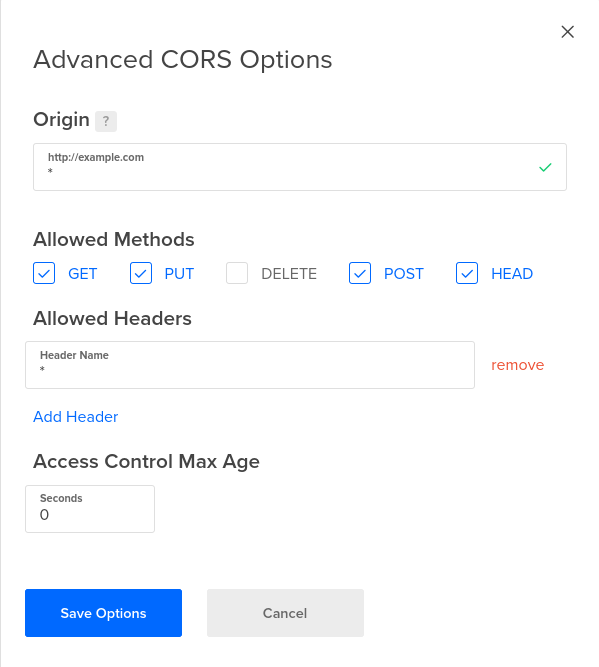 Advanced CORS Options
Origin ?
http://example.com
*
Allowed Methods
GET PUT DELETE POST HEAD
Allowed Headers
Header Name
*
remove
Add Header
Access Control Max Age
Seconds
0
Save Options Cancel